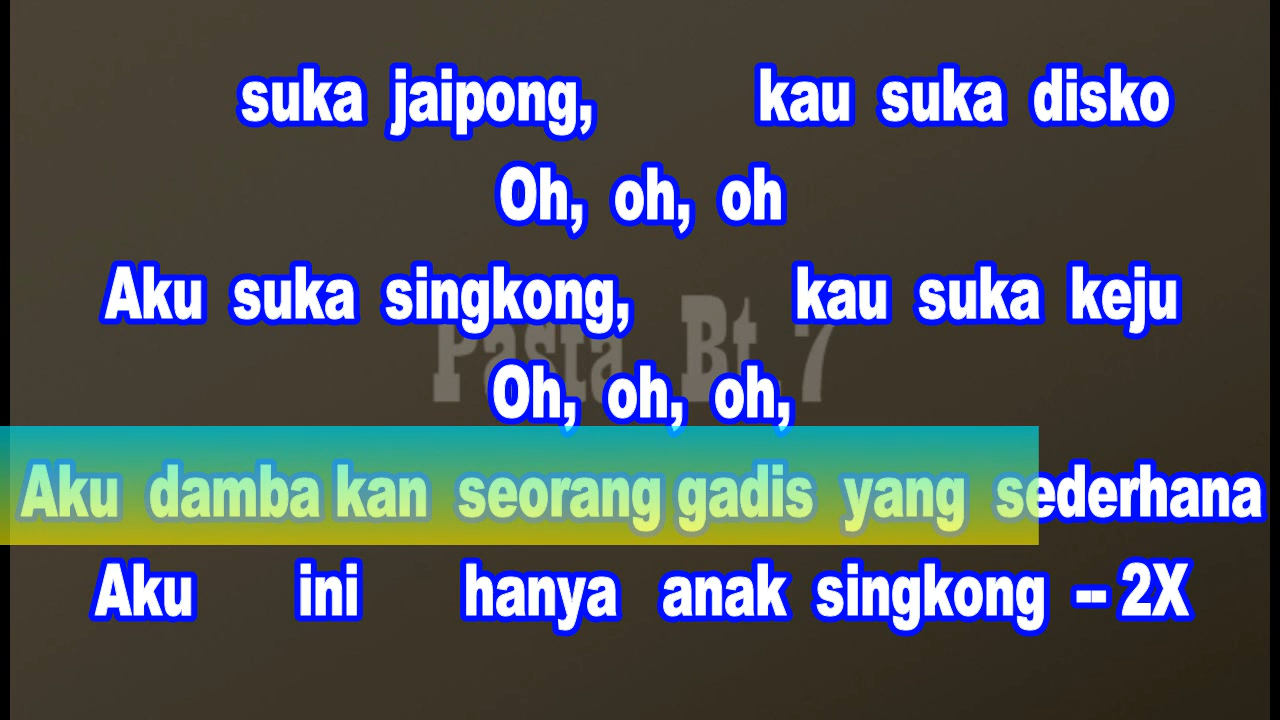 suka jaipong, kau suka disko
Oh, oh, oh
Aku suka singkong, kau suka keju
Pasta Bt 7
Oh, oh, oh,
Aku damba kan seorang gadis yang sederhana
Aku ini hanya anak singkong -- 2X